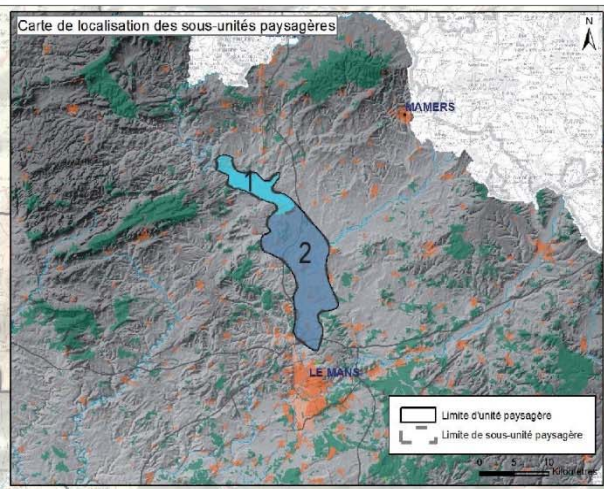 Carte de localisation des sous-unités paysagères
N
MAMERS
1
2
LE MANS
Limite d'unité paysagère
Limite de sous-unité paysagère
0 5 10
Kilomètres